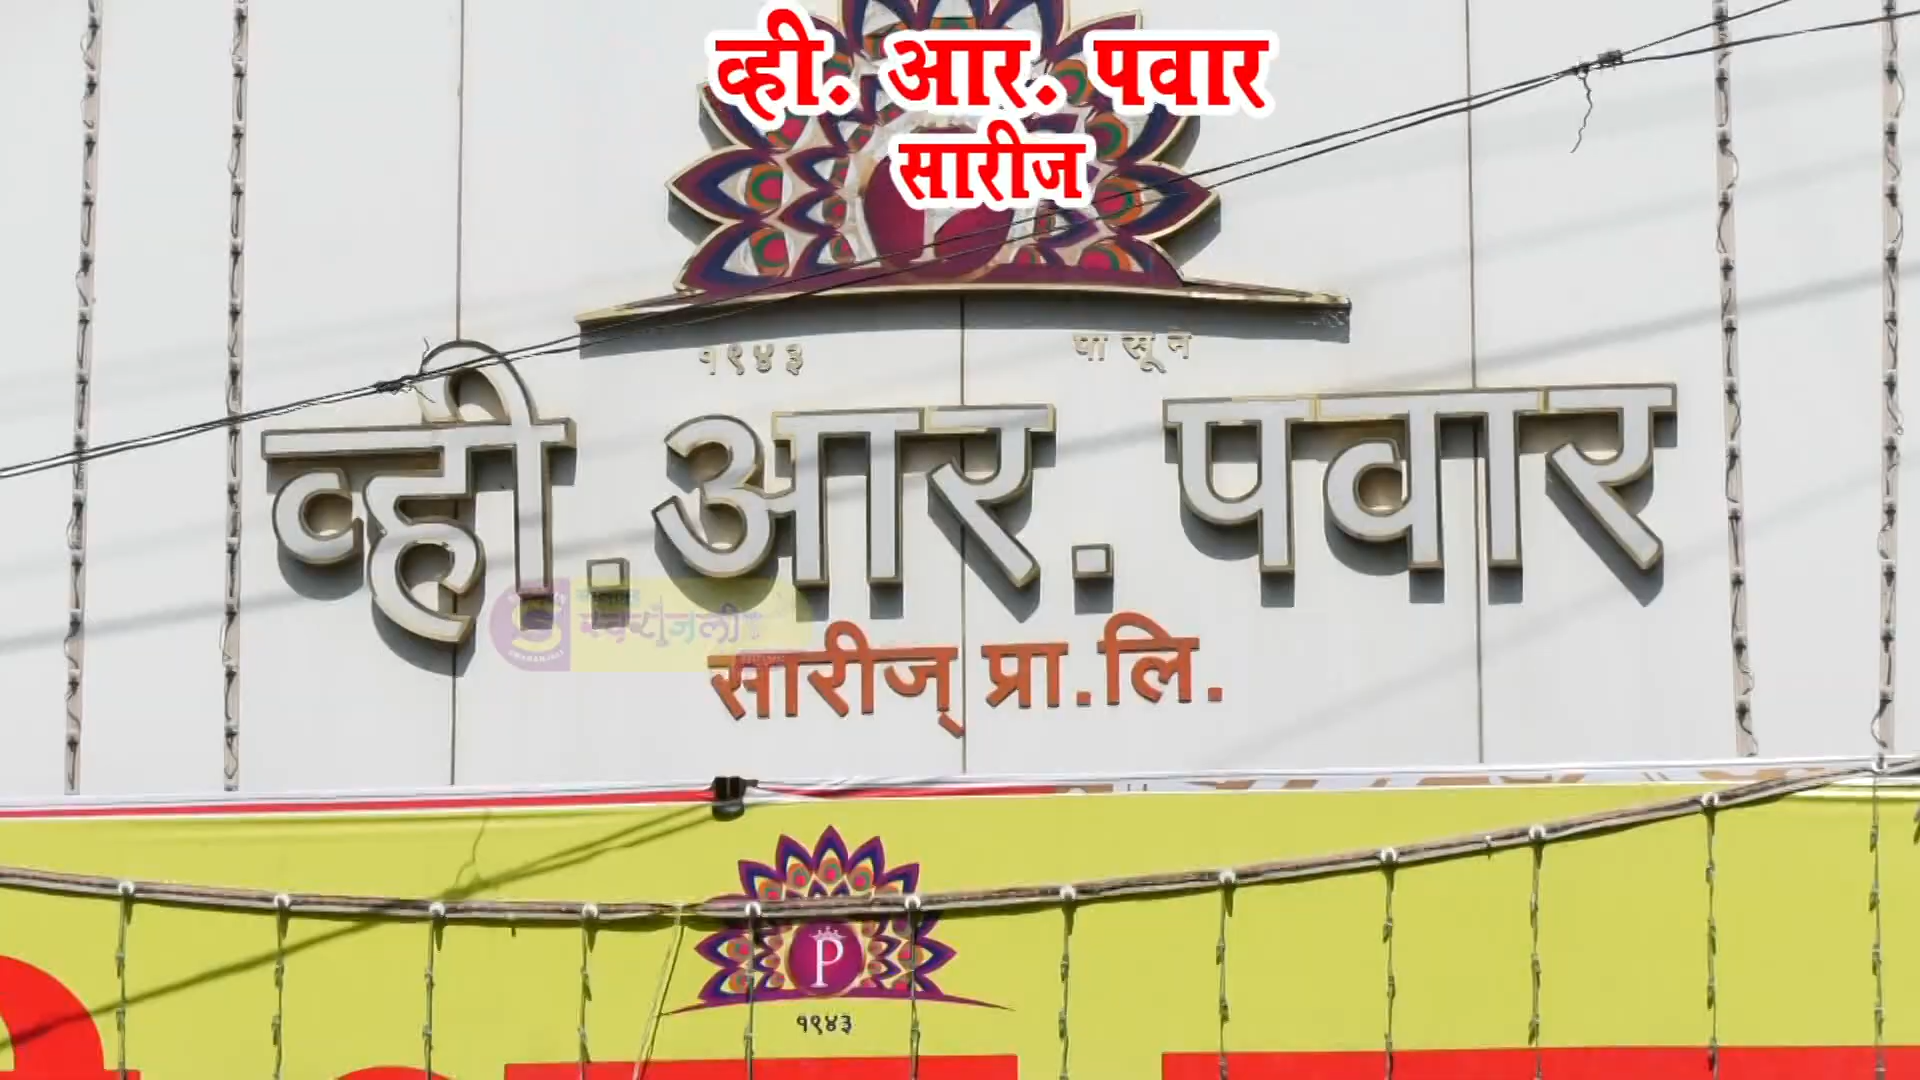 व्ही. आर. पवार
सारीज
१९४३ पासून
व्ही. आर. पवार
सारीज् प्रा.लि.
P
१९४३